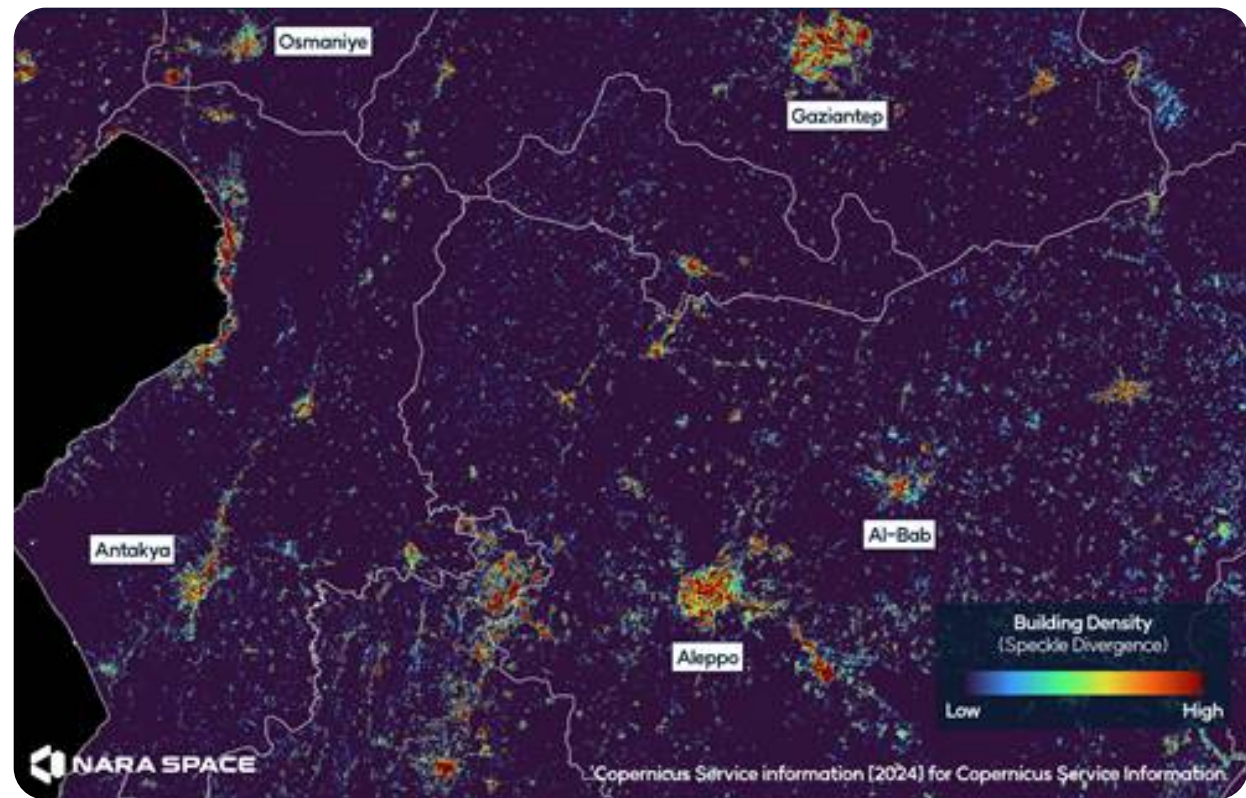 Osmaniye
Gaziantep
Antakya
Al-Bab
Aleppo
Building Density
(Speckle Divergence)
Low High
NARA SPACE
'Copernicus Service information [2024] for Copernicus Service Information.